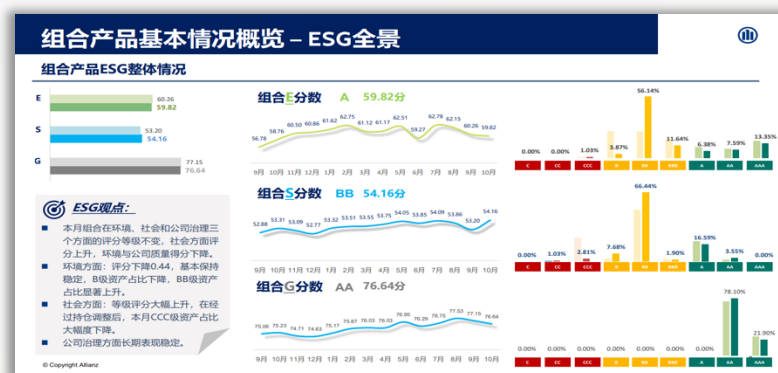 组合产品基本情况概览 – ESG全景
组合产品ESG整体情况
E
60.26
59.82
S
53.20
54.16
G
77.15
76.64
ESG观点：
■ 本月组合在环境、社会和公司治理三
个方面的评分等级不变，社会方面评
分上升，环境与公司质量得分下降。
■ 环境方面：评分下降0.44，基本保持
稳定，B级资产占比下降，BB级资产
占比显著上升。
■ 社会方面：等级评分大幅上升，在经
过持仓调整后，本月CCC级资产占比
大幅度下降。
■ 公司治理方面长期表现稳定。
© Copyright Allianz
组合E分数 A 59.82分
56.78 58.76 60.50 60.86 61.62 62.75 61.12 61.17 62.51 59.27 62.78 62.15 60.26 59.82
9月 10月 11月 12月 1月 2月 3月 4月 5月 6月 7月 8月 9月 10月
组合S分数 BB 54.16分
52.88 53.31 53.09 52.77 53.32 53.51 53.55 53.75 54.05 53.85 54.09 53.86 53.20 54.16
9月 10月 11月 12月 1月 2月 3月 4月 5月 6月 7月 8月 9月 10月
组合G分数 AA 76.64分
75.23 74.71 74.63 75.17 75.87 76.03 76.03 76.95 76.26 76.75 77.53 77.15 76.64
9月 10月 11月 12月 1月 2月 3月 4月 5月 6月 7月 8月 9月 10月
0.00% 0.00% 1.03% 3.87% 56.14% 11.64% 6.38% 7.59% 13.35%
C CC CCC B BB BBB A AA AAA
0.00% 1.03% 2.81% 7.68% 66.44% 1.90% 16.59% 3.55% 0.00%
C CC CCC B BB BBB A AA AAA
0.00% 0.00% 0.00% 0.00% 0.00% 0.00% 0.00% 78.10% 21.90%
C CC CCC B BB BBB A AA AAA